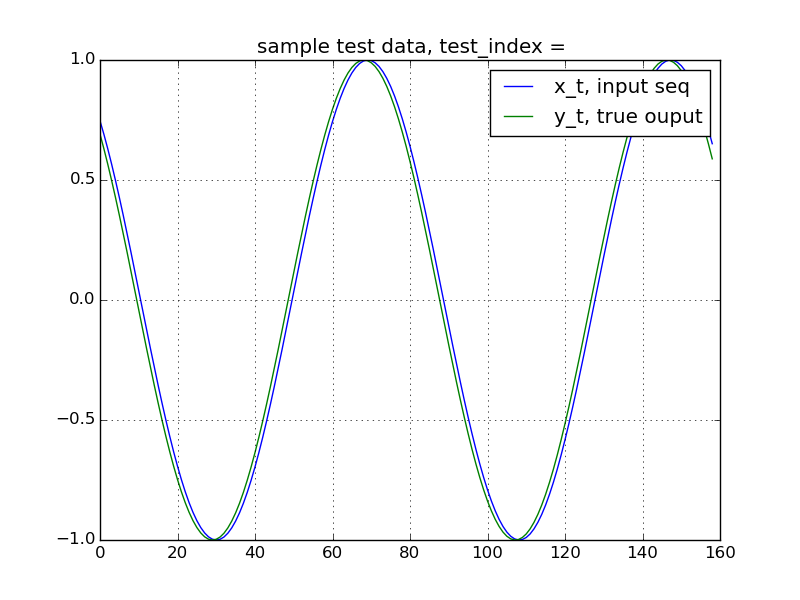 sample test data, test_index =
1.0
0.5
0.0
−0.5
−1.0
x_t, input seq
y_t, true ouput
0 20 40 60 80 100 120 140 160